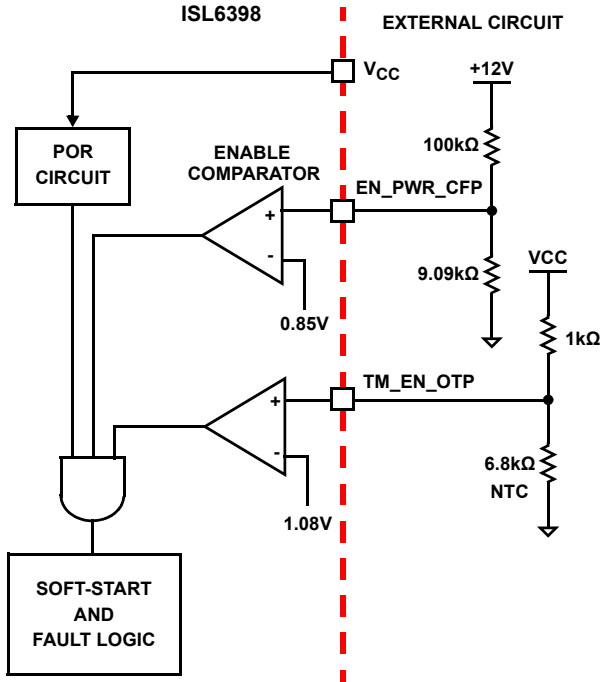 ISL6398
EXTERNAL CIRCUIT
VCC
+12V
POR
CIRCUIT
ENABLE
COMPARATOR
100kΩ
EN_PWR_CFP
+
-
0.85V
9.09kΩ
VCC
1kΩ
TM_EN_OTP
+
-
1.08V
6.8kΩ
NTC
SOFT-START
AND
FAULT LOGIC